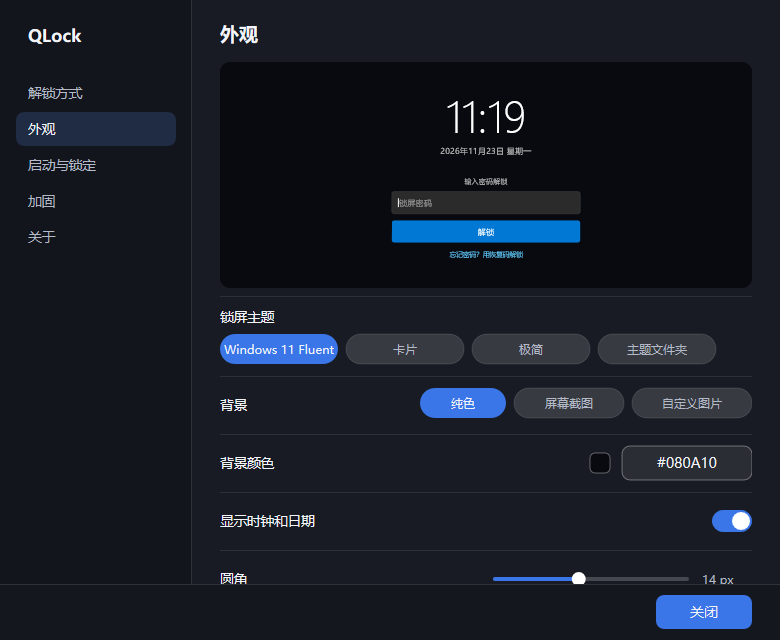 QLock
解锁方式
外观
启动与锁定
加固
关于
外观
11:19
2026年11月23日 星期一
输入密码解锁
锁屏密码
解锁
忘记密码? 用恢复码解锁
锁屏主题
Windows 11 Fluent 卡片 极简 主题文件夹
背景 纯色 屏幕截图 自定义图片
背景颜色 #080A10
显示时钟和日期
圆角 14 px
关闭